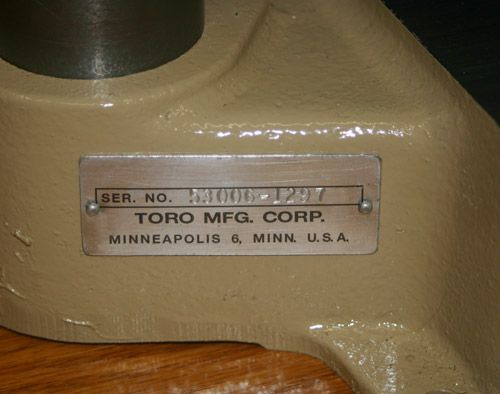 SER. NO. 53006-1297
TORO MFG. CORP.
MINNEAPOLIS 6, MINN. U.S.A.